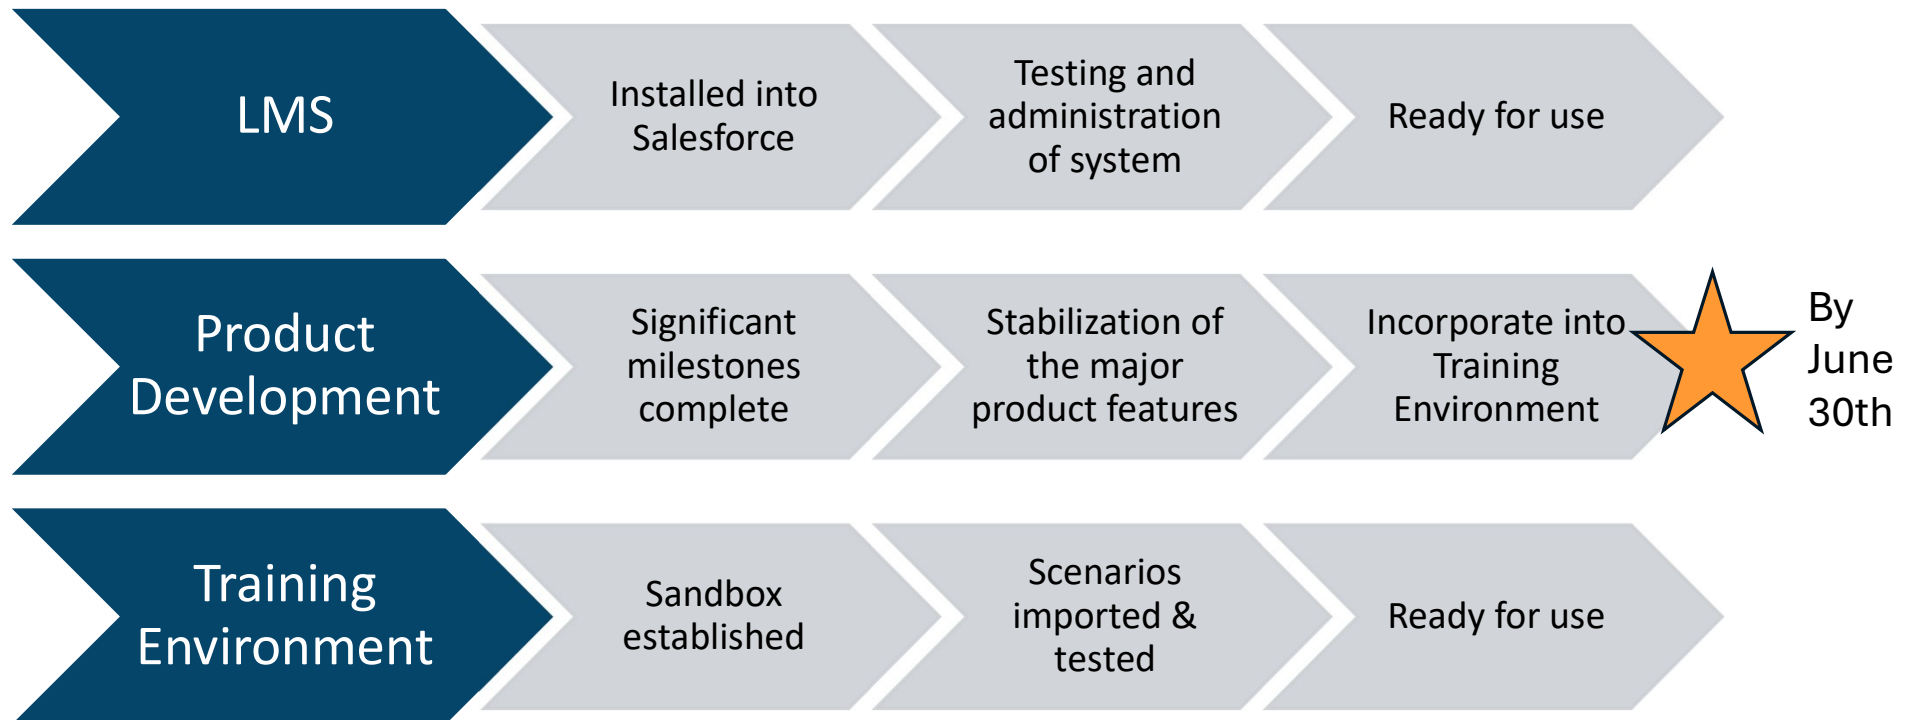 LMS
Installed into
Salesforce
Testing and
administration
of system
Ready for use
Product
Development
Significant
milestones
complete
Stabilization of
the major
product features
Incorporate into
Training
Environment
By
June
30th
Training
Environment
Sandbox
established
Scenarios
imported &
tested
Ready for use